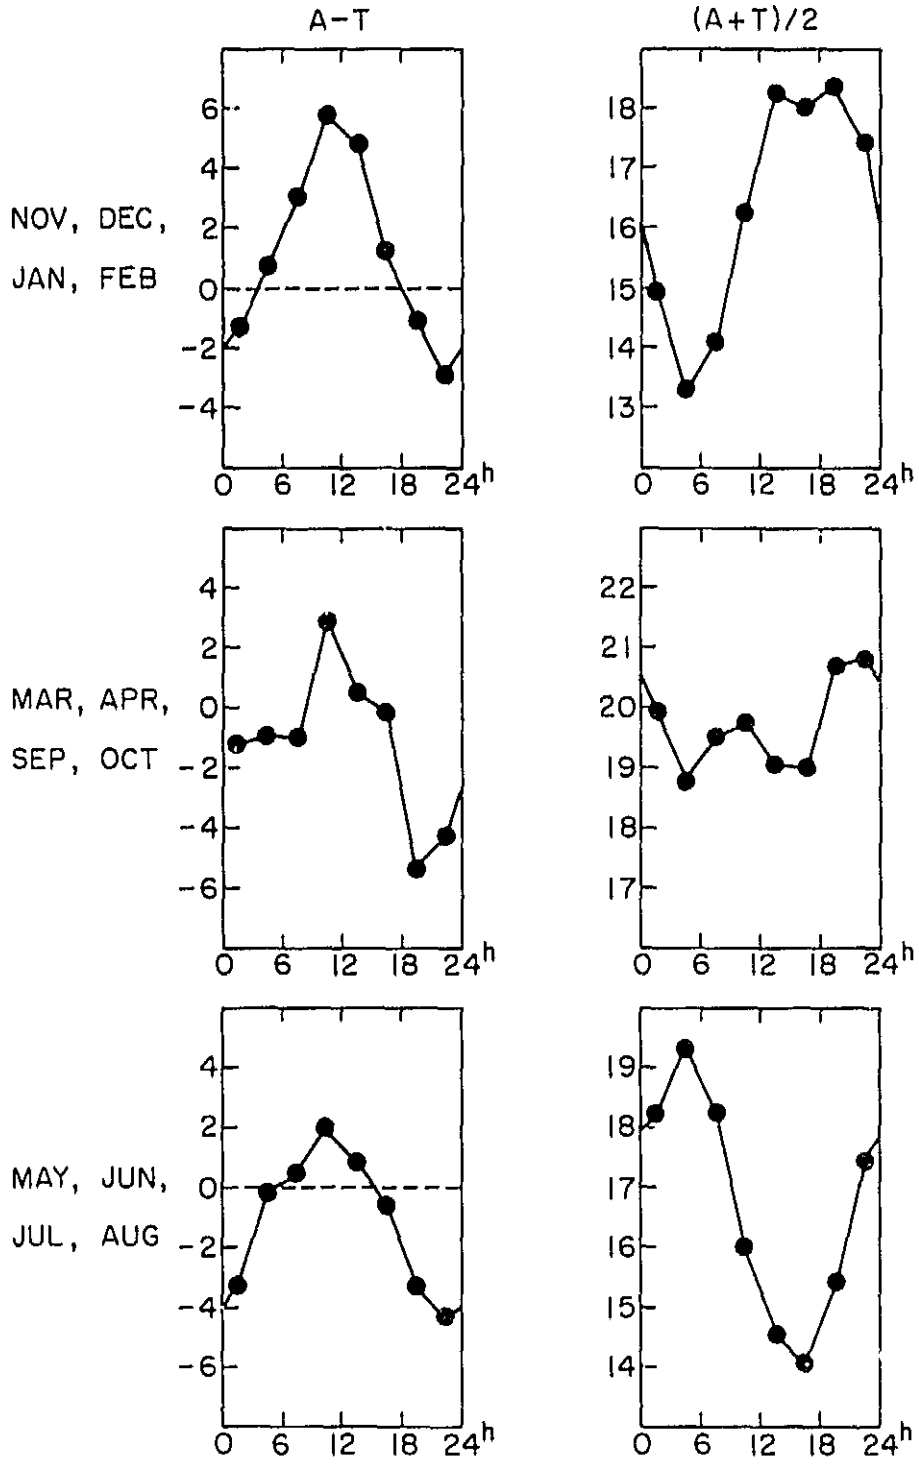 A-T (A+T)/2
6
4
2
0
-2
-4
18
17
16
15
14
13
NOV, DEC,
JAN, FEB
0 6 12 18 24h
0 6 12 18 24h
4
2
0
-2
-4
-6
22
21
20
19
18
17
MAR, APR,
SEP, OCT
0 6 12 18 24h
0 6 12 18 24h
4
2
0
-2
-4
-6
19
18
17
16
15
14
MAY, JUN,
JUL, AUG
0 6 12 18 24h
0 6 12 18 24h